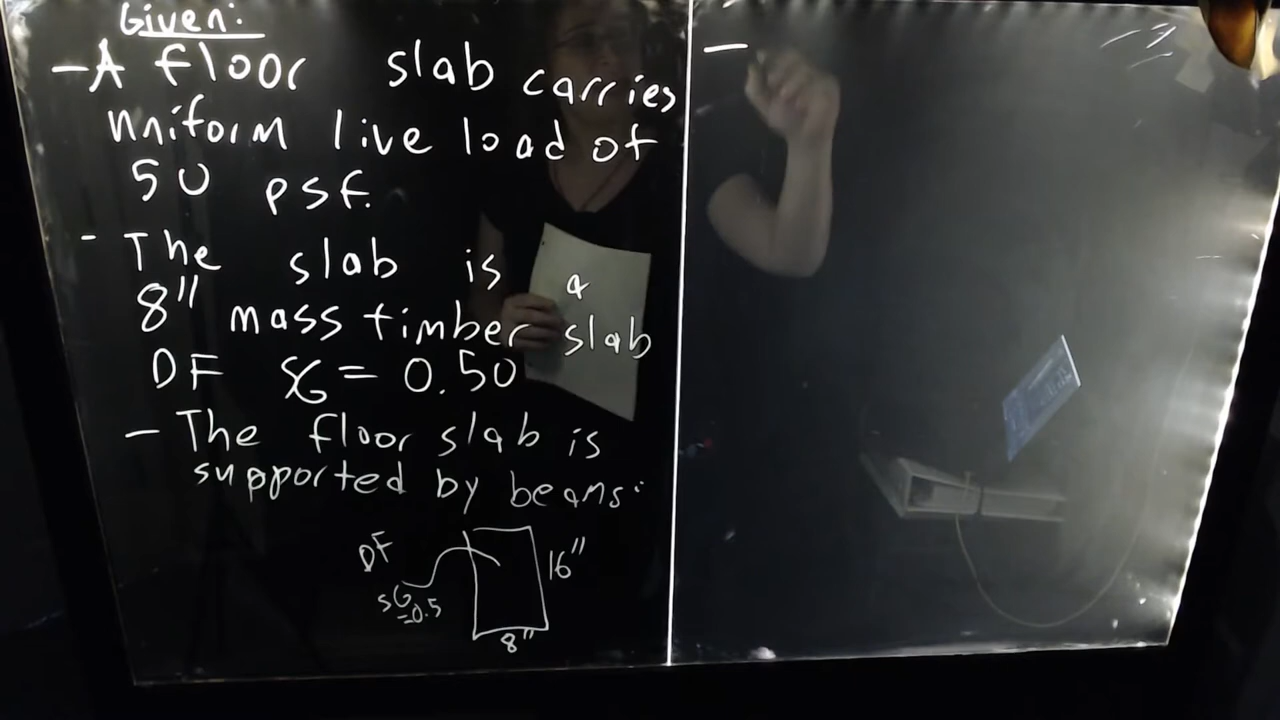 Given:
- A floor slab carries
uniform live load of
50 psf.
- The slab is a
8" mass timber slab
DF SG = 0.50
- The floor slab is
supported by beams:
DF
SG
=0.5
16"
8"
-